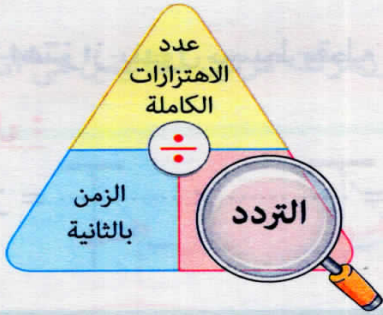 عدد
الاهتزازات
الكاملة
÷
الزمن
بالثانية
التردد